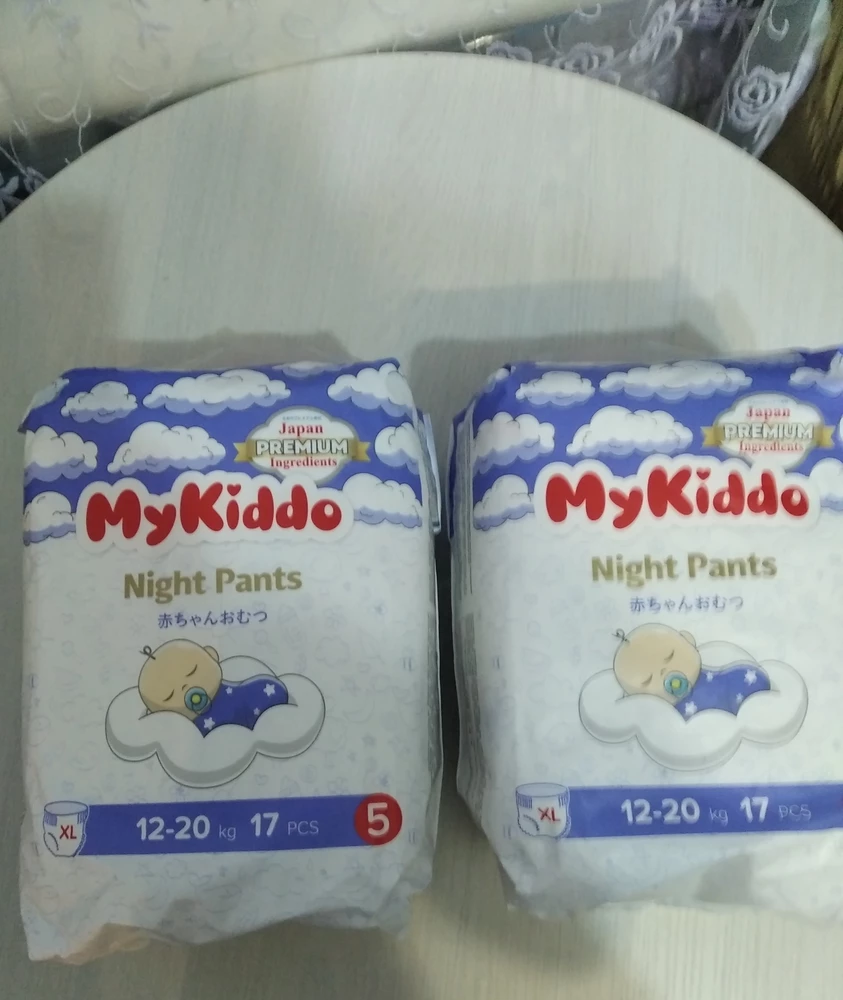 Japan
PREMIUM
Ingredients
MyKiddo
Night Pants
赤ちゃんおむつ
XL
12-20 kg 17 PCS
5
Japan
PREMIUM
Ingredients
MyKiddo
Night Pants
赤ちゃんおむつ
XL
12-20 kg 17 PCS